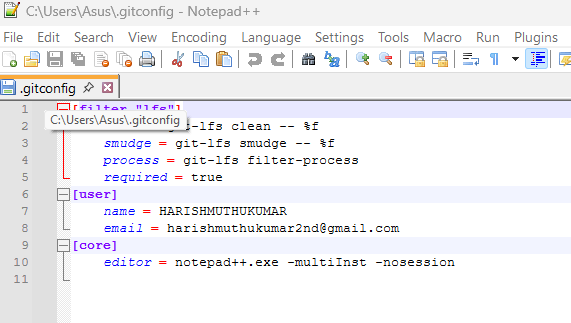 C:\Users\Asus\.gitconfig - Notepad++
File Edit Search View Encoding Language Settings Tools Macro Run Plugins
.gitconfig
1 [filter "lfs"]
C:\Users\Asus\.gitconfig
2 git-lfs clean -- %f
3 smudge = git-lfs smudge -- %f
4 process = git-lfs filter-process
5 required = true
6 [user]
7 name = HARISHMUTHUKUMAR
8 email = harishmuthukumar2nd@gmail.com
9 [core]
10 editor = notepad++.exe -multiInst -nosession
11